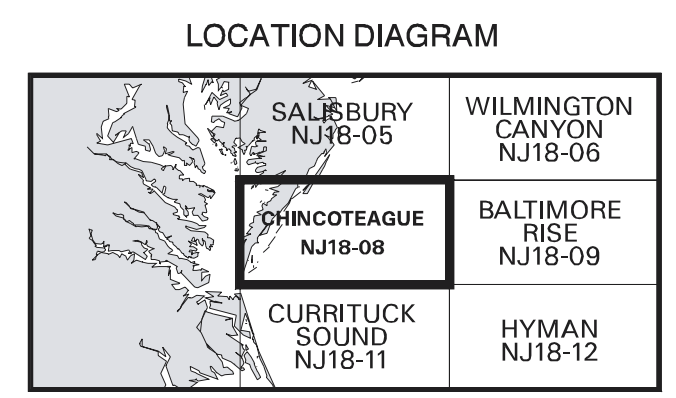 LOCATION DIAGRAM
SALISBURY
NJ18-05
WILMINGTON
CANYON
NJ18-06
CHINCOTEAGUE
NJ18-08
BALTIMORE
RISE
NJ18-09
CURRITUCK
SOUND
NJ18-11
HYMAN
NJ18-12